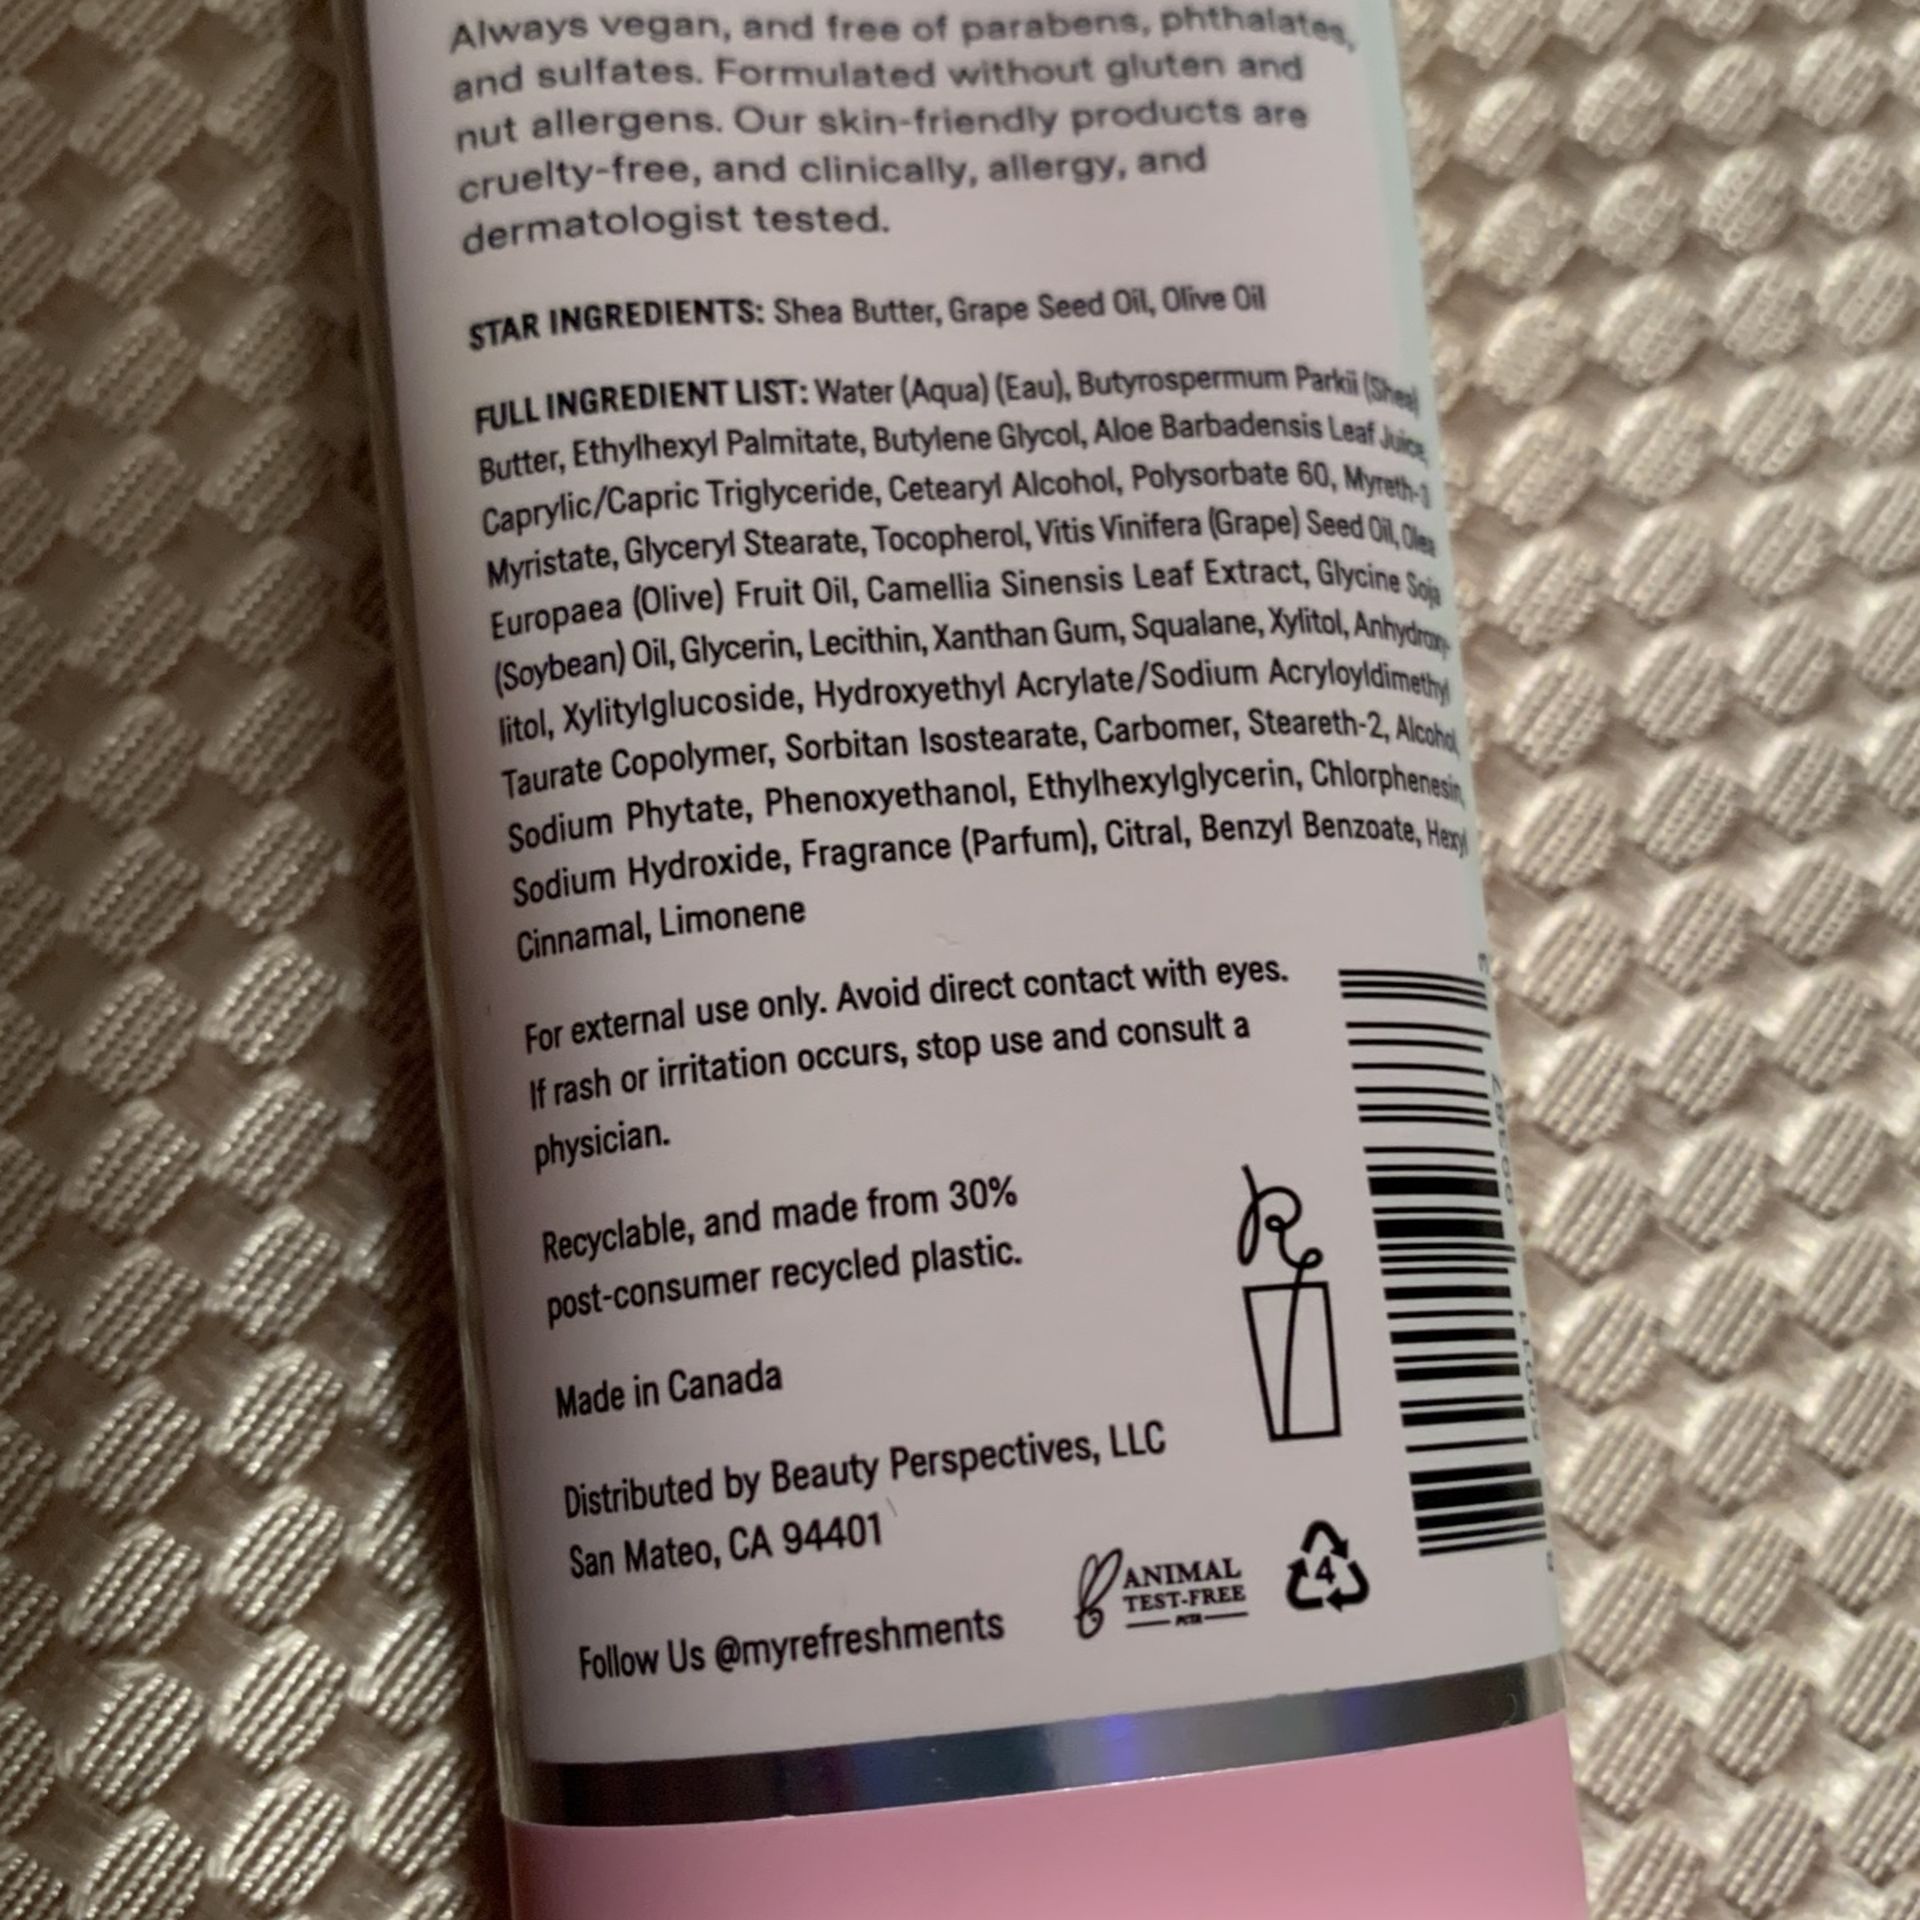 Always vegan, and free of parabens, phthalates,
and sulfates. Formulated without gluten and
nut allergens. Our skin-friendly products are
cruelty-free, and clinically, allergy, and
dermatologist tested.
STAR INGREDIENTS: Shea Butter, Grape Seed Oil, Olive Oil
FULL INGREDIENT LIST: Water (Aqua) (Eau), Butyrospermum Parkii (Shea)
Butter, Ethylhexyl Palmitate, Butylene Glycol, Aloe Barbadensis Leaf Juice,
Caprylic/Capric Triglyceride, Cetearyl Alcohol, Polysorbate 60, Myreth-3
Myristate, Glyceryl Stearate, Tocopherol, Vitis Vinifera (Grape) Seed Oil, Olea
Europaea (Olive) Fruit Oil, Camellia Sinensis Leaf Extract, Glycine Soja
(Soybean) Oil, Glycerin, Lecithin, Xanthan Gum, Squalane, Xylitol, Anhydroxy-
litol, Xylitylglucoside, Hydroxyethyl Acrylate/Sodium Acryloyldimethyl
Taurate Copolymer, Sorbitan Isostearate, Carbomer, Steareth-2, Alcohol,
Sodium Phytate, Phenoxyethanol, Ethylhexylglycerin, Chlorphenesin,
Sodium Hydroxide, Fragrance (Parfum), Citral, Benzyl Benzoate, Hexyl
Cinnamal, Limonene
For external use only. Avoid direct contact with eyes.
If rash or irritation occurs, stop use and consult a
physician.
Recyclable, and made from 30%
post-consumer recycled plastic.
Made in Canada
Distributed by Beauty Perspectives, LLC
San Mateo, CA 94401
Follow Us @myrefreshments
ANIMAL
TEST-FREE
PETA
4